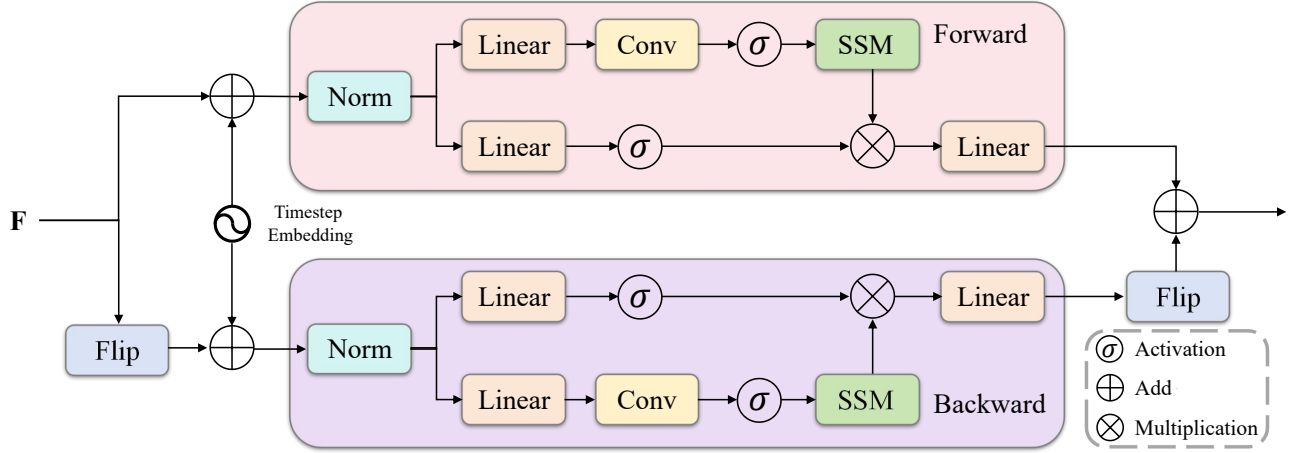 Linear
Conv
σ
SSM
Forward
Norm
Linear
σ
Linear
F
Timestep
Embedding
Linear
σ
Linear
Flip
Norm
Flip
Linear
Conv
σ
SSM
Backward
σ Activation
Add
Multiplication